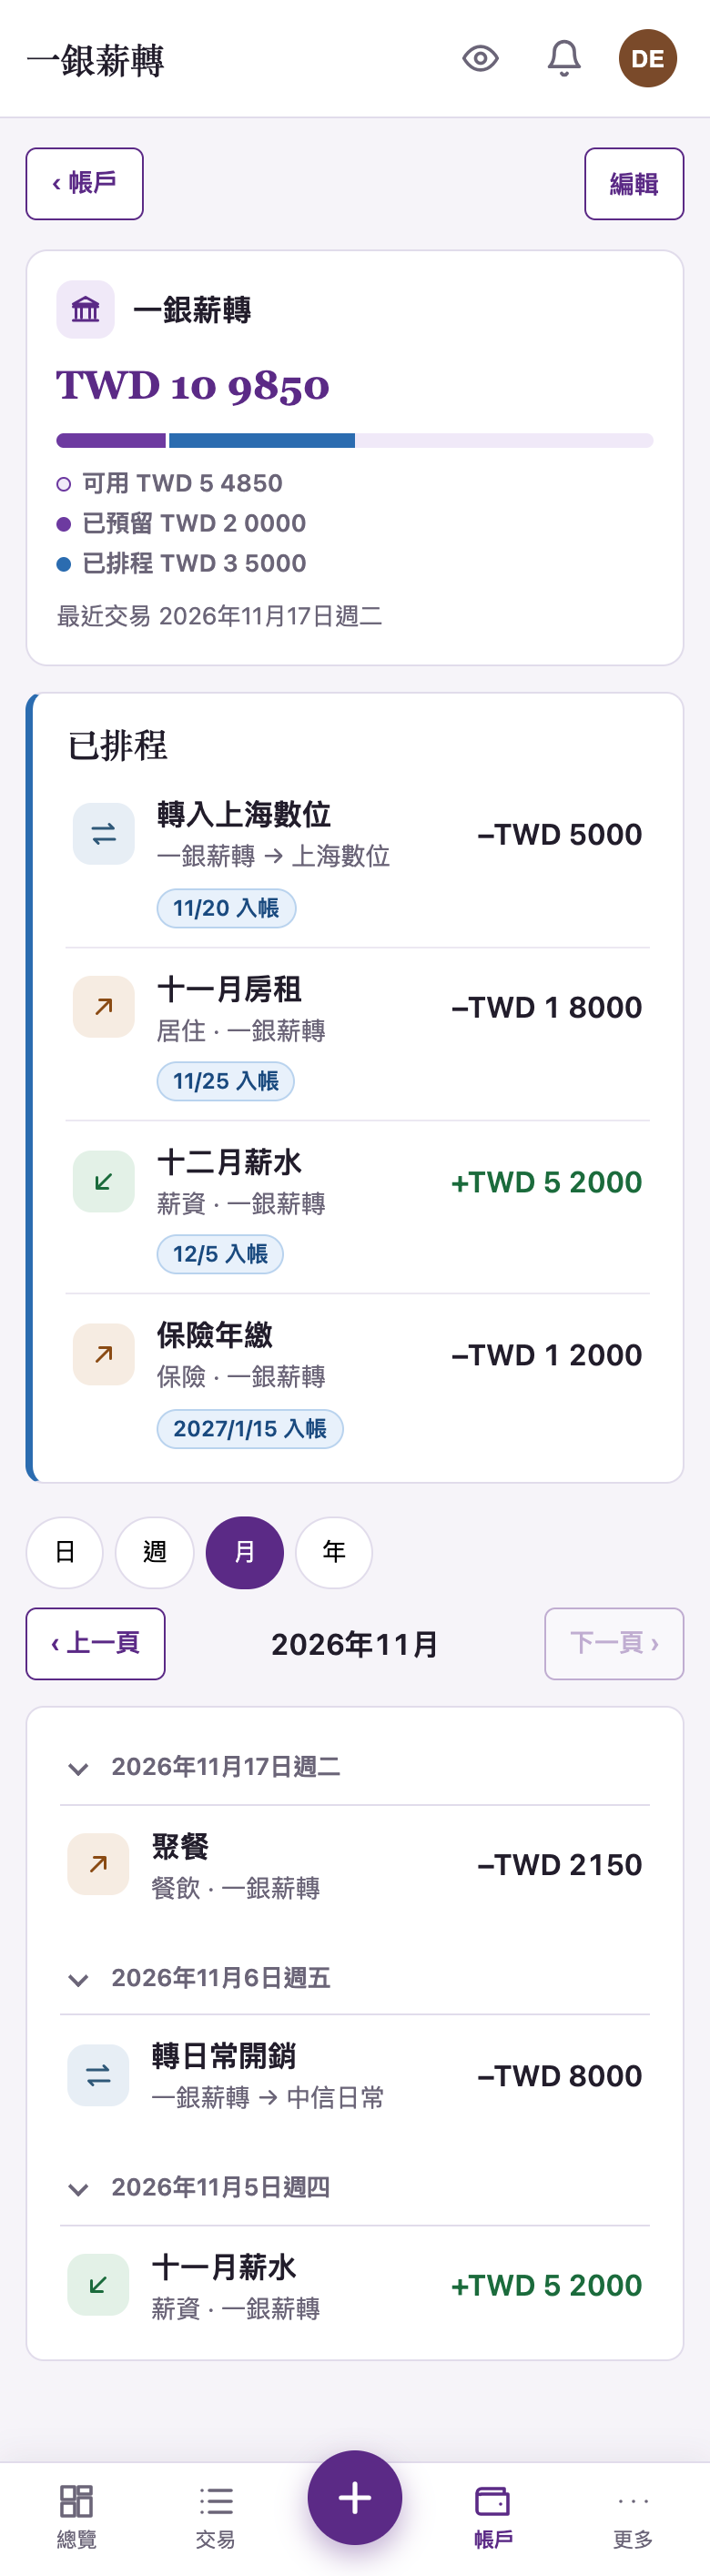 一銀薪轉
DE
‹ 帳戶
編輯
一銀薪轉
TWD 10 9850
可用 TWD 5 4850
已預留 TWD 2 0000
已排程 TWD 3 5000
最近交易 2026年11月17日週二
已排程
轉入上海數位
–TWD 5000
一銀薪轉 → 上海數位
11/20 入帳
十一月房租
–TWD 1 8000
居住 · 一銀薪轉
11/25 入帳
十二月薪水
+TWD 5 2000
薪資 · 一銀薪轉
12/5 入帳
保險年繳
–TWD 1 2000
保險 · 一銀薪轉
2027/1/15 入帳
日 週 月 年
‹ 上一頁 2026年11月 下一頁 ›
2026年11月17日週二
聚餐
–TWD 2150
餐飲 · 一銀薪轉
2026年11月6日週五
轉日常開銷
–TWD 8000
一銀薪轉 → 中信日常
2026年11月5日週四
十一月薪水
+TWD 5 2000
薪資 · 一銀薪轉
總覽 交易 帳戶 更多